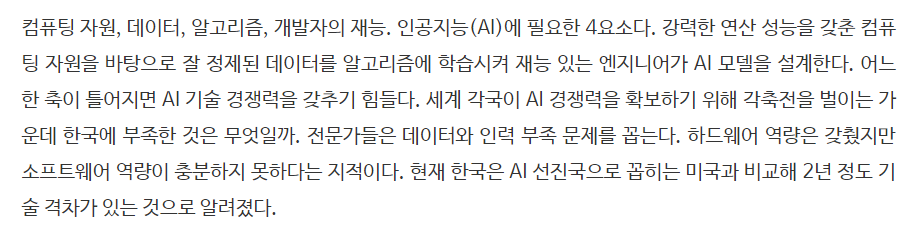 컴퓨팅 자원, 데이터, 알고리즘, 개발자의 재능. 인공지능(AI)에 필요한 4요소다. 강력한 연산 성능을 갖춘 컴퓨
팅 자원을 바탕으로 잘 정제된 데이터를 알고리즘에 학습시켜 재능 있는 엔지니어가 AI 모델을 설계한다. 어느
한 축이 틀어지면 AI 기술 경쟁력을 갖추기 힘들다. 세계 각국이 AI 경쟁력을 확보하기 위해 각축전을 벌이는 가
운데 한국에 부족한 것은 무엇일까. 전문가들은 데이터와 인력 부족 문제를 꼽는다. 하드웨어 역량은 갖췄지만
소프트웨어 역량이 충분하지 못하다는 지적이다. 현재 한국은 AI 선진국으로 꼽히는 미국과 비교해 2년 정도 기
술 격차가 있는 것으로 알려졌다.